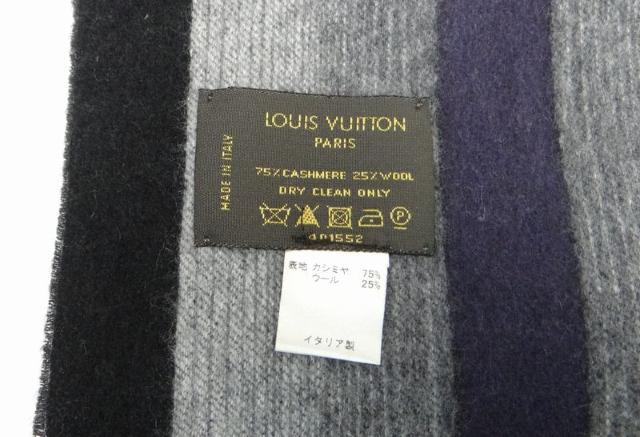 LOUIS VUITTON
PARIS
MADE IN ITALY
75%CASHMERE 25%WOOL
DRY CLEAN ONLY
P
表地 カシミヤ 75%
ウール 25%
イタリア製